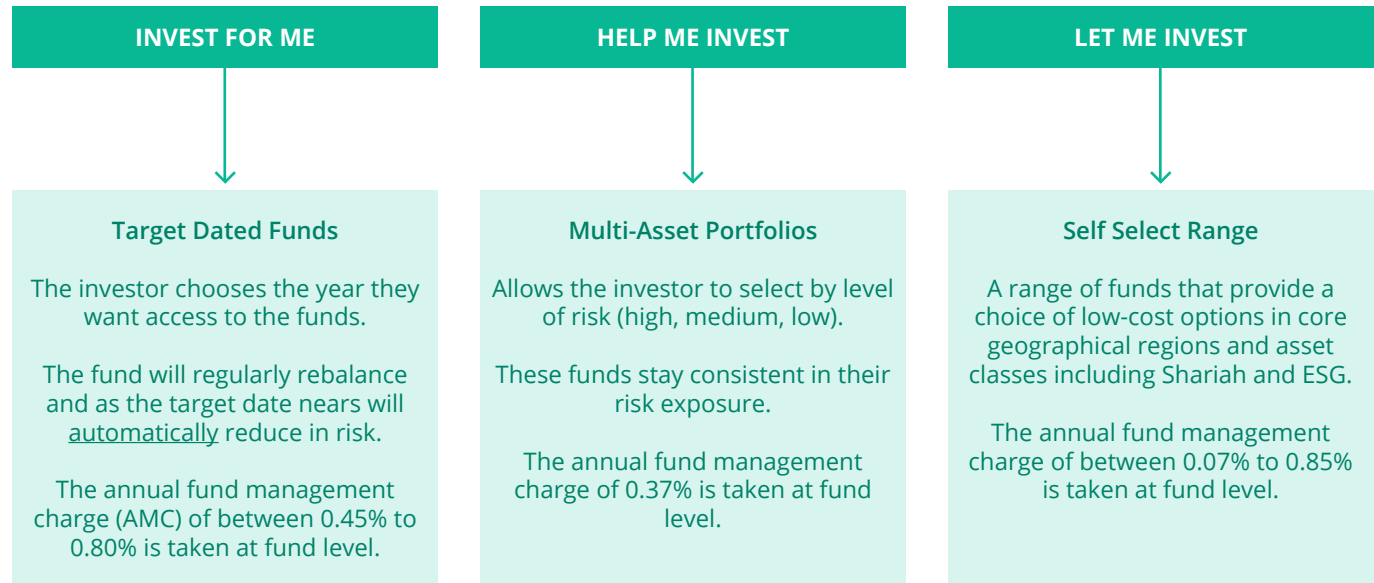 INVEST FOR ME
Target Dated Funds
The investor chooses the year they
want access to the funds.
The fund will regularly rebalance
and as the target date nears will
automatically reduce in risk.
The annual fund management
charge (AMC) of between 0.45% to
0.80% is taken at fund level.
HELP ME INVEST
Multi-Asset Portfolios
Allows the investor to select by level
of risk (high, medium, low).
These funds stay consistent in their
risk exposure.
The annual fund management
charge of 0.37% is taken at fund
level.
LET ME INVEST
Self Select Range
A range of funds that provide a
choice of low-cost options in core
geographical regions and asset
classes including Shariah and ESG.
The annual fund management
charge of between 0.07% to 0.85%
is taken at fund level.